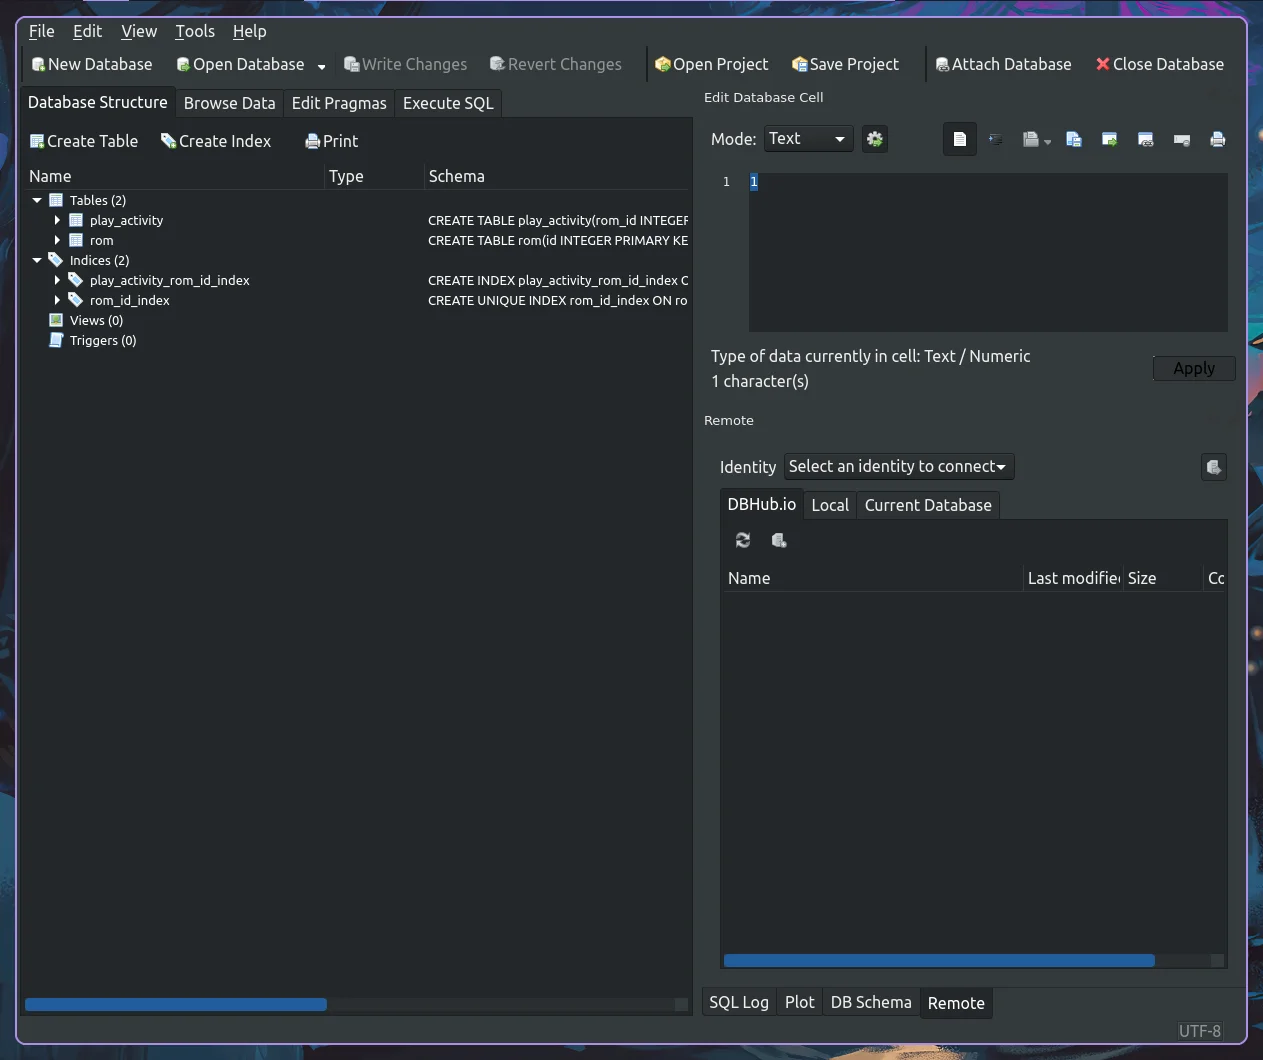 File Edit View Tools Help
New Database Open Database Write Changes Revert Changes Open Project Save Project Attach Database Close Database
Database Structure Browse Data Edit Pragmas Execute SQL
Create Table Create Index Print
Name Type Schema
Tables (2)
play_activity CREATE TABLE play_activity(rom_id INTEGER
rom CREATE TABLE rom(id INTEGER PRIMARY KE
Indices (2)
play_activity_rom_id_index CREATE INDEX play_activity_rom_id_index O
rom_id_index CREATE UNIQUE INDEX rom_id_index ON ro
Views (0)
Triggers (0)
Edit Database Cell
Mode: Text
1 1
Type of data currently in cell: Text / Numeric
1 character(s)
Apply
Remote
Identity Select an identity to connect
DBHub.io Local Current Database
Name Last modified Size Co
SQL Log Plot DB Schema Remote
UTF-8